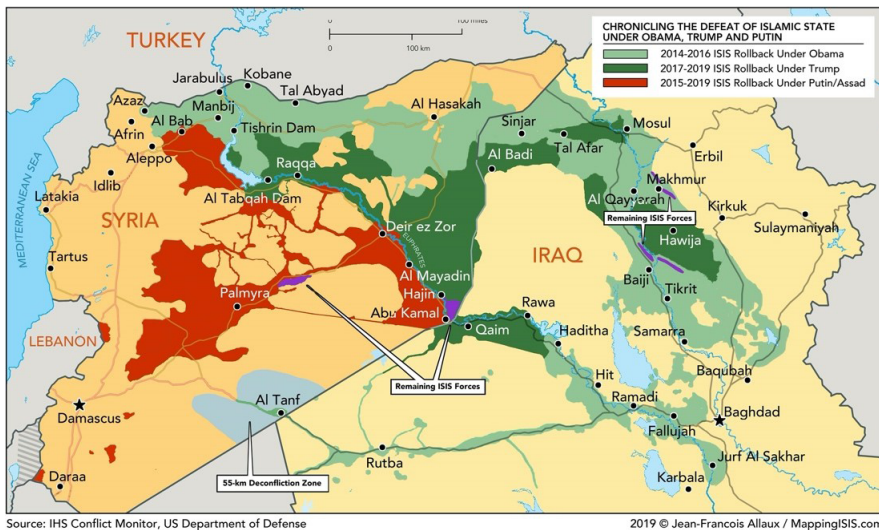 100 miles
100 km
CHRONICLING THE DEFEAT OF ISLAMIC STATE
UNDER OBAMA, TRUMP AND PUTIN
2014-2016 ISIS Rollback Under Obama
2017-2019 ISIS Rollback Under Trump
2015-2019 ISIS Rollback Under Putin/Assad
TURKEY
Jarabulus
Kobane
Tal Abyad
Azaz
Manbij
Al Hasakah
Afrin
Al Bab
Tishrin Dam
Sinjar
Mosul
Tal Afar
Aleppo
Erbil
Raqqa
Al Badi
Idlib
Makhmur
MEDITERRANEAN SEA
Latakia
Al Tabqah Dam
Al Qayyarah
Kirkuk
Sulaymaniyah
SYRIA
Remaining ISIS Forces
Deir ez Zor
EUPHRATES
Hawija
IRAQ
Tartus
Al Mayadin
Baiji
Hajin
Tikrit
Palmyra
Abu Kamal
Rawa
Qaim
Samarra
Haditha
LEBANON
Remaining ISIS Forces
Hit
Baqubah
Al Tanf
Ramadi
Damascus
Baghdad
Fallujah
Rutba
Jurf Al Sakhar
55-km Deconfliction Zone
Karbala
Daraa
Source: IHS Conflict Monitor, US Department of Defense
2019 © Jean-Francois Allaux / MappingISIS.com